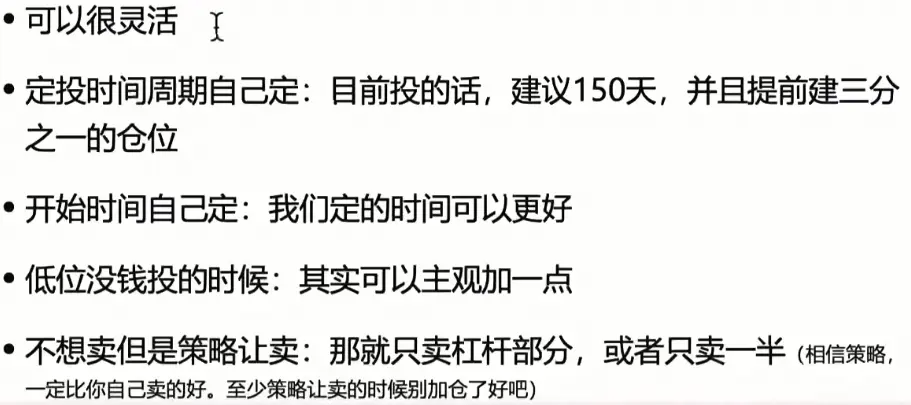 • 可以很灵活
• 定投时间周期自己定：目前投的话，建议150天，并且提前建三分
之一的仓位
• 开始时间自己定：我们定的时间可以更好
• 低位没钱投的时候：其实可以主观加一点
• 不想卖但是策略让卖：那就只卖杠杆部分，或者只卖一半（相信策略，
一定比你自己卖的好。至少策略让卖的时候别加仓了好吧）